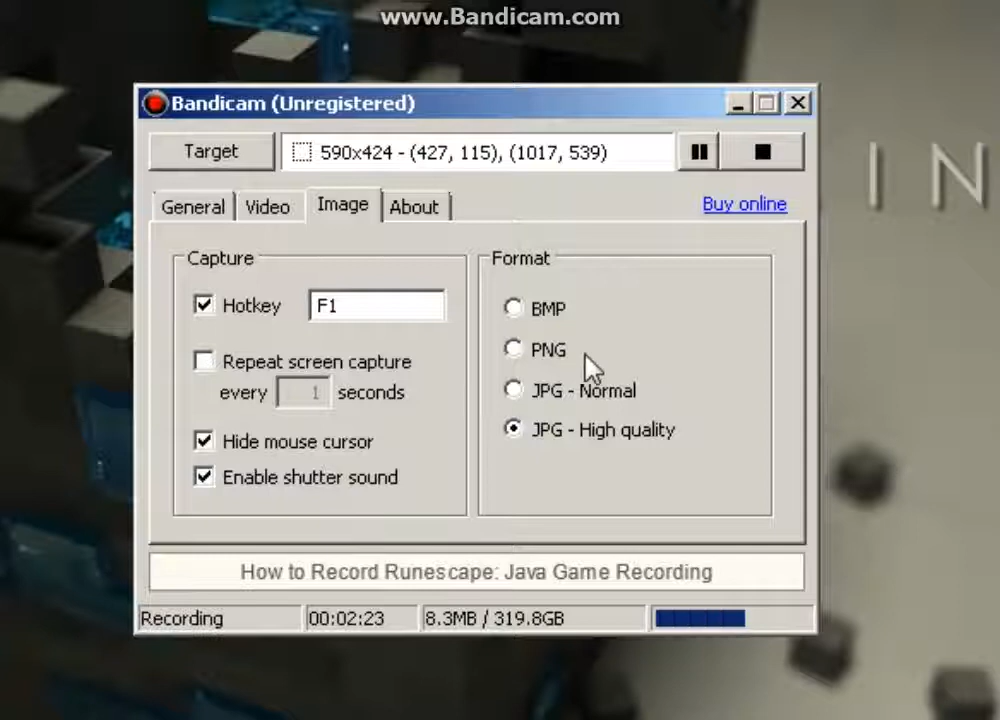 www.Bandicam.com
Bandicam (Unregistered)
Target
590x424 - (427, 115), (1017, 539)
General
Video
Image
About
Buy online
Capture
Hotkey
F1
Repeat screen capture
every 1 seconds
Hide mouse cursor
Enable shutter sound
Format
BMP
PNG
JPG - Normal
JPG - High quality
How to Record Runescape: Java Game Recording
Recording
00:02:23
8.3MB / 319.8GB
IN